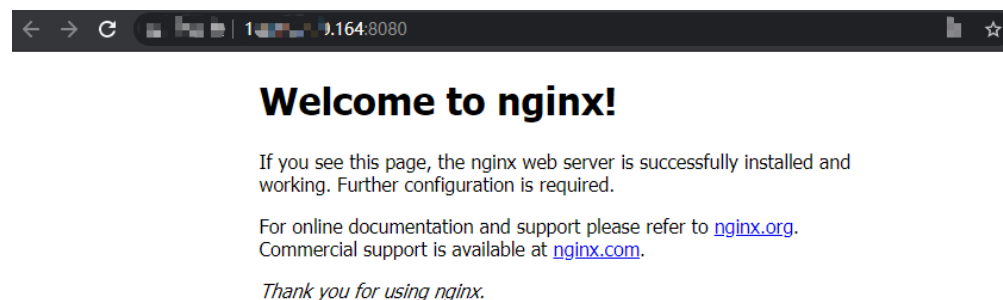 .164:8080
Welcome to nginx!
If you see this page, the nginx web server is successfully installed and
working. Further configuration is required.
For online documentation and support please refer to nginx.org.
Commercial support is available at nginx.com.
Thank you for using nginx.